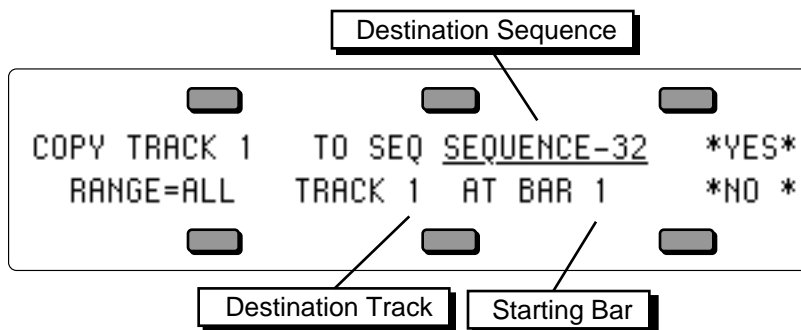 Destination Sequence
COPY TRACK 1 TO SEQ SEQUENCE-32 *YES*
RANGE=ALL TRACK 1 AT BAR 1 *NO *
Destination Track Starting Bar